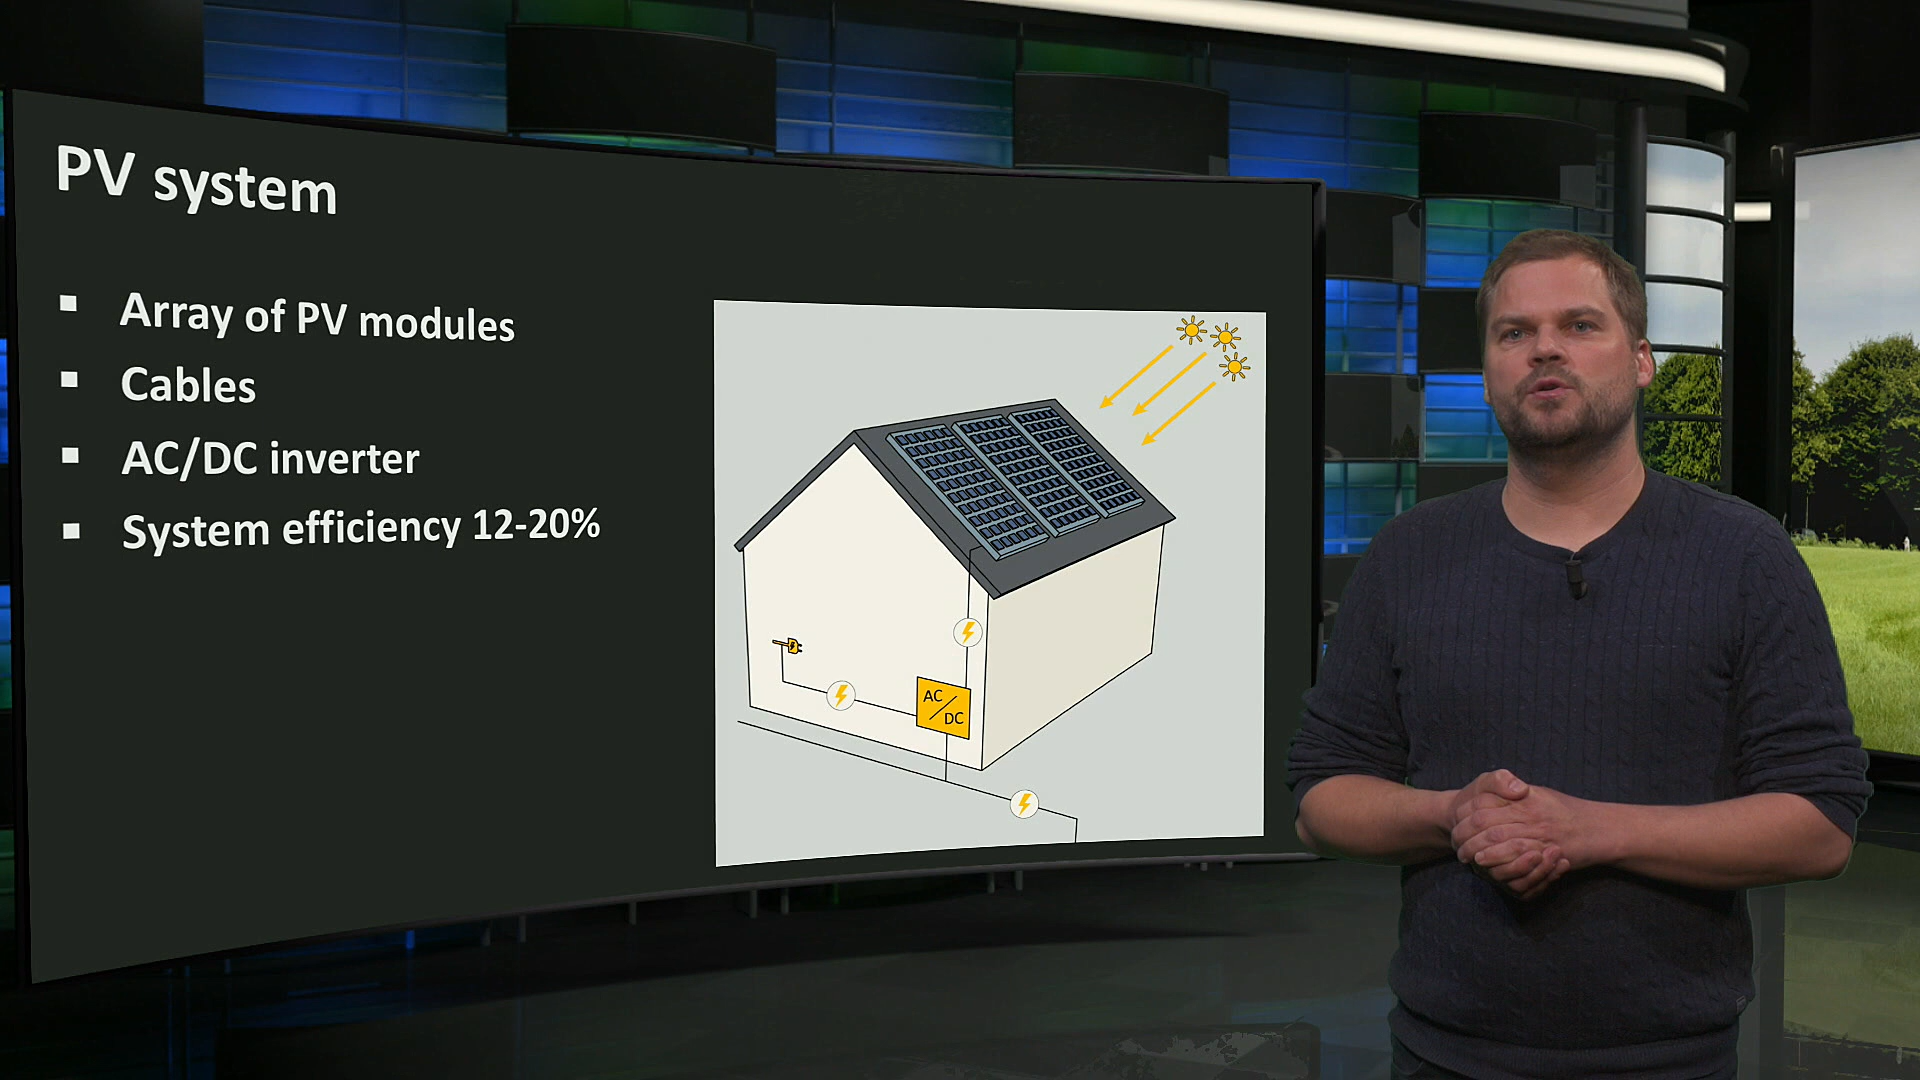 PV system
Array of PV modules
Cables
AC/DC inverter
System efficiency 12-20%
AC
DC